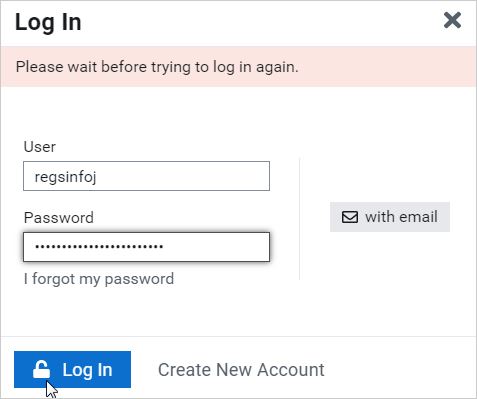 Log In
Please wait before trying to log in again.
User
regsinfoj
Password
••••••••••••••••••••••••
I forgot my password
with email
Log In
Create New Account